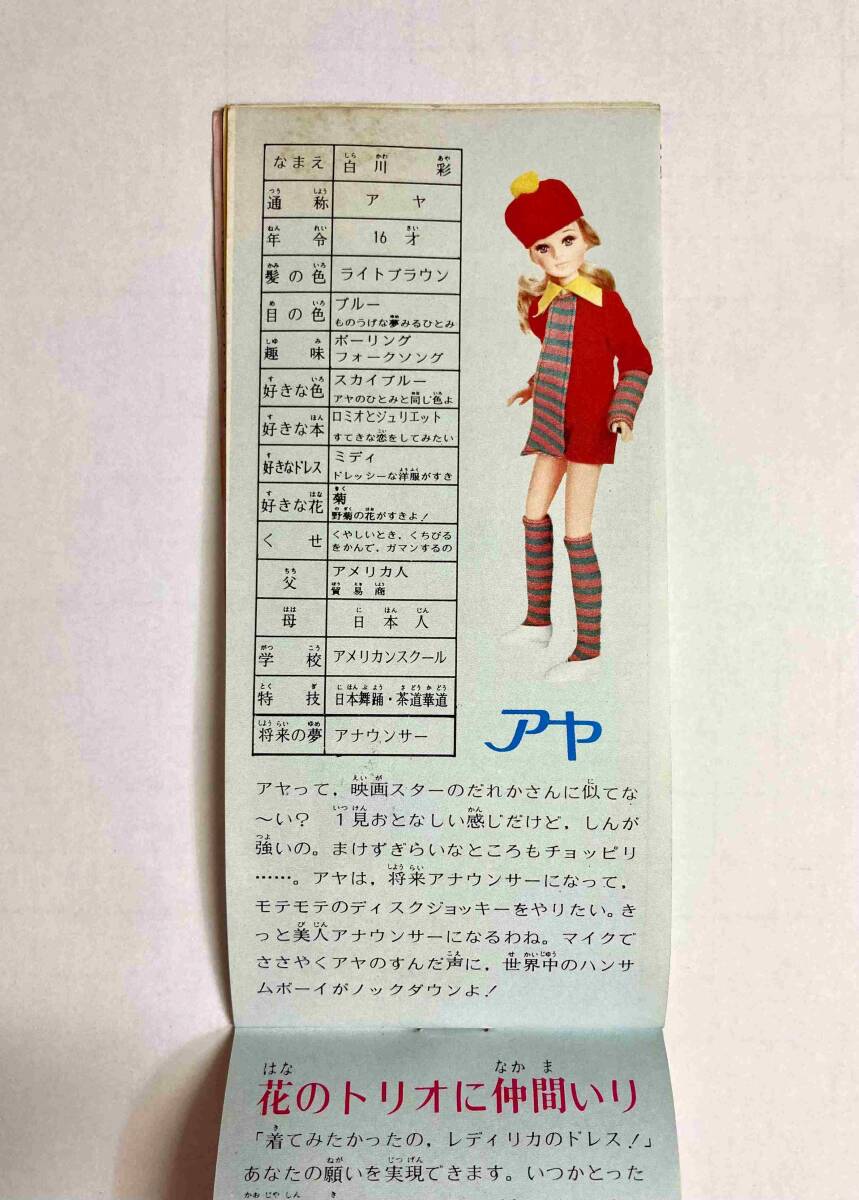 なまえ 白川 彩
通称 アヤ
年令 16才
髪の色 ライトブラウン
目の色 ブルー
ものうげな夢みるひとみ
趣味 ボーリング
フォークソング
好きな色 スカイブルー
アヤのひとみと同じ色よ
好きな本 ロミオとジュリエット
すてきな恋をしてみたい
好きなドレス ミディ
ドレッシーな洋服がすき
好きな花 菊
野菊の花がすきよ!
くせ くやしいとき,くちびる
をかんで,ガマンするの
父 アメリカ人
貿易商
母 日本人
学校 アメリカンスクール
特技 日本舞踊・茶道華道
将来の夢 アナウンサー
アヤ
アヤって,映画スターのだれかさんに似てな
〜い? 1見おとなしい感じだけど,しんが
強いの。まけずぎらいなところもチョッピリ
……。アヤは,将来アナウンサーになって,
モテモテのディスクジョッキーをやりたい。き
っと美人アナウンサーになるわね。マイクで
ささやくアヤのすんだ声に,世界中のハンサ
ムボーイがノックダウンよ!
花のトリオに仲間いり
「着てみたかったの,レディリカのドレス!」
あなたの願いを実現できます。いつかとった